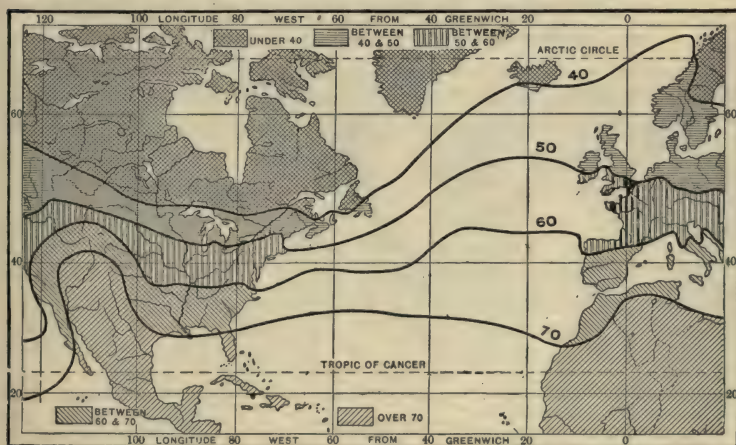 120 100 LONGITUDE 80 WEST 60 FROM 40 GREENWICH 20 0
UNDER 40
BETWEEN
40 & 50
BETWEEN
50 & 60
ARCTIC CIRCLE
40
60
60
50
60
40
40
70
TROPIC OF CANCER
20
20
BETWEEN
60 & 70
OVER 70
120 100 LONGITUDE 80 WEST 60 FROM 40 GREENWICH 20 0